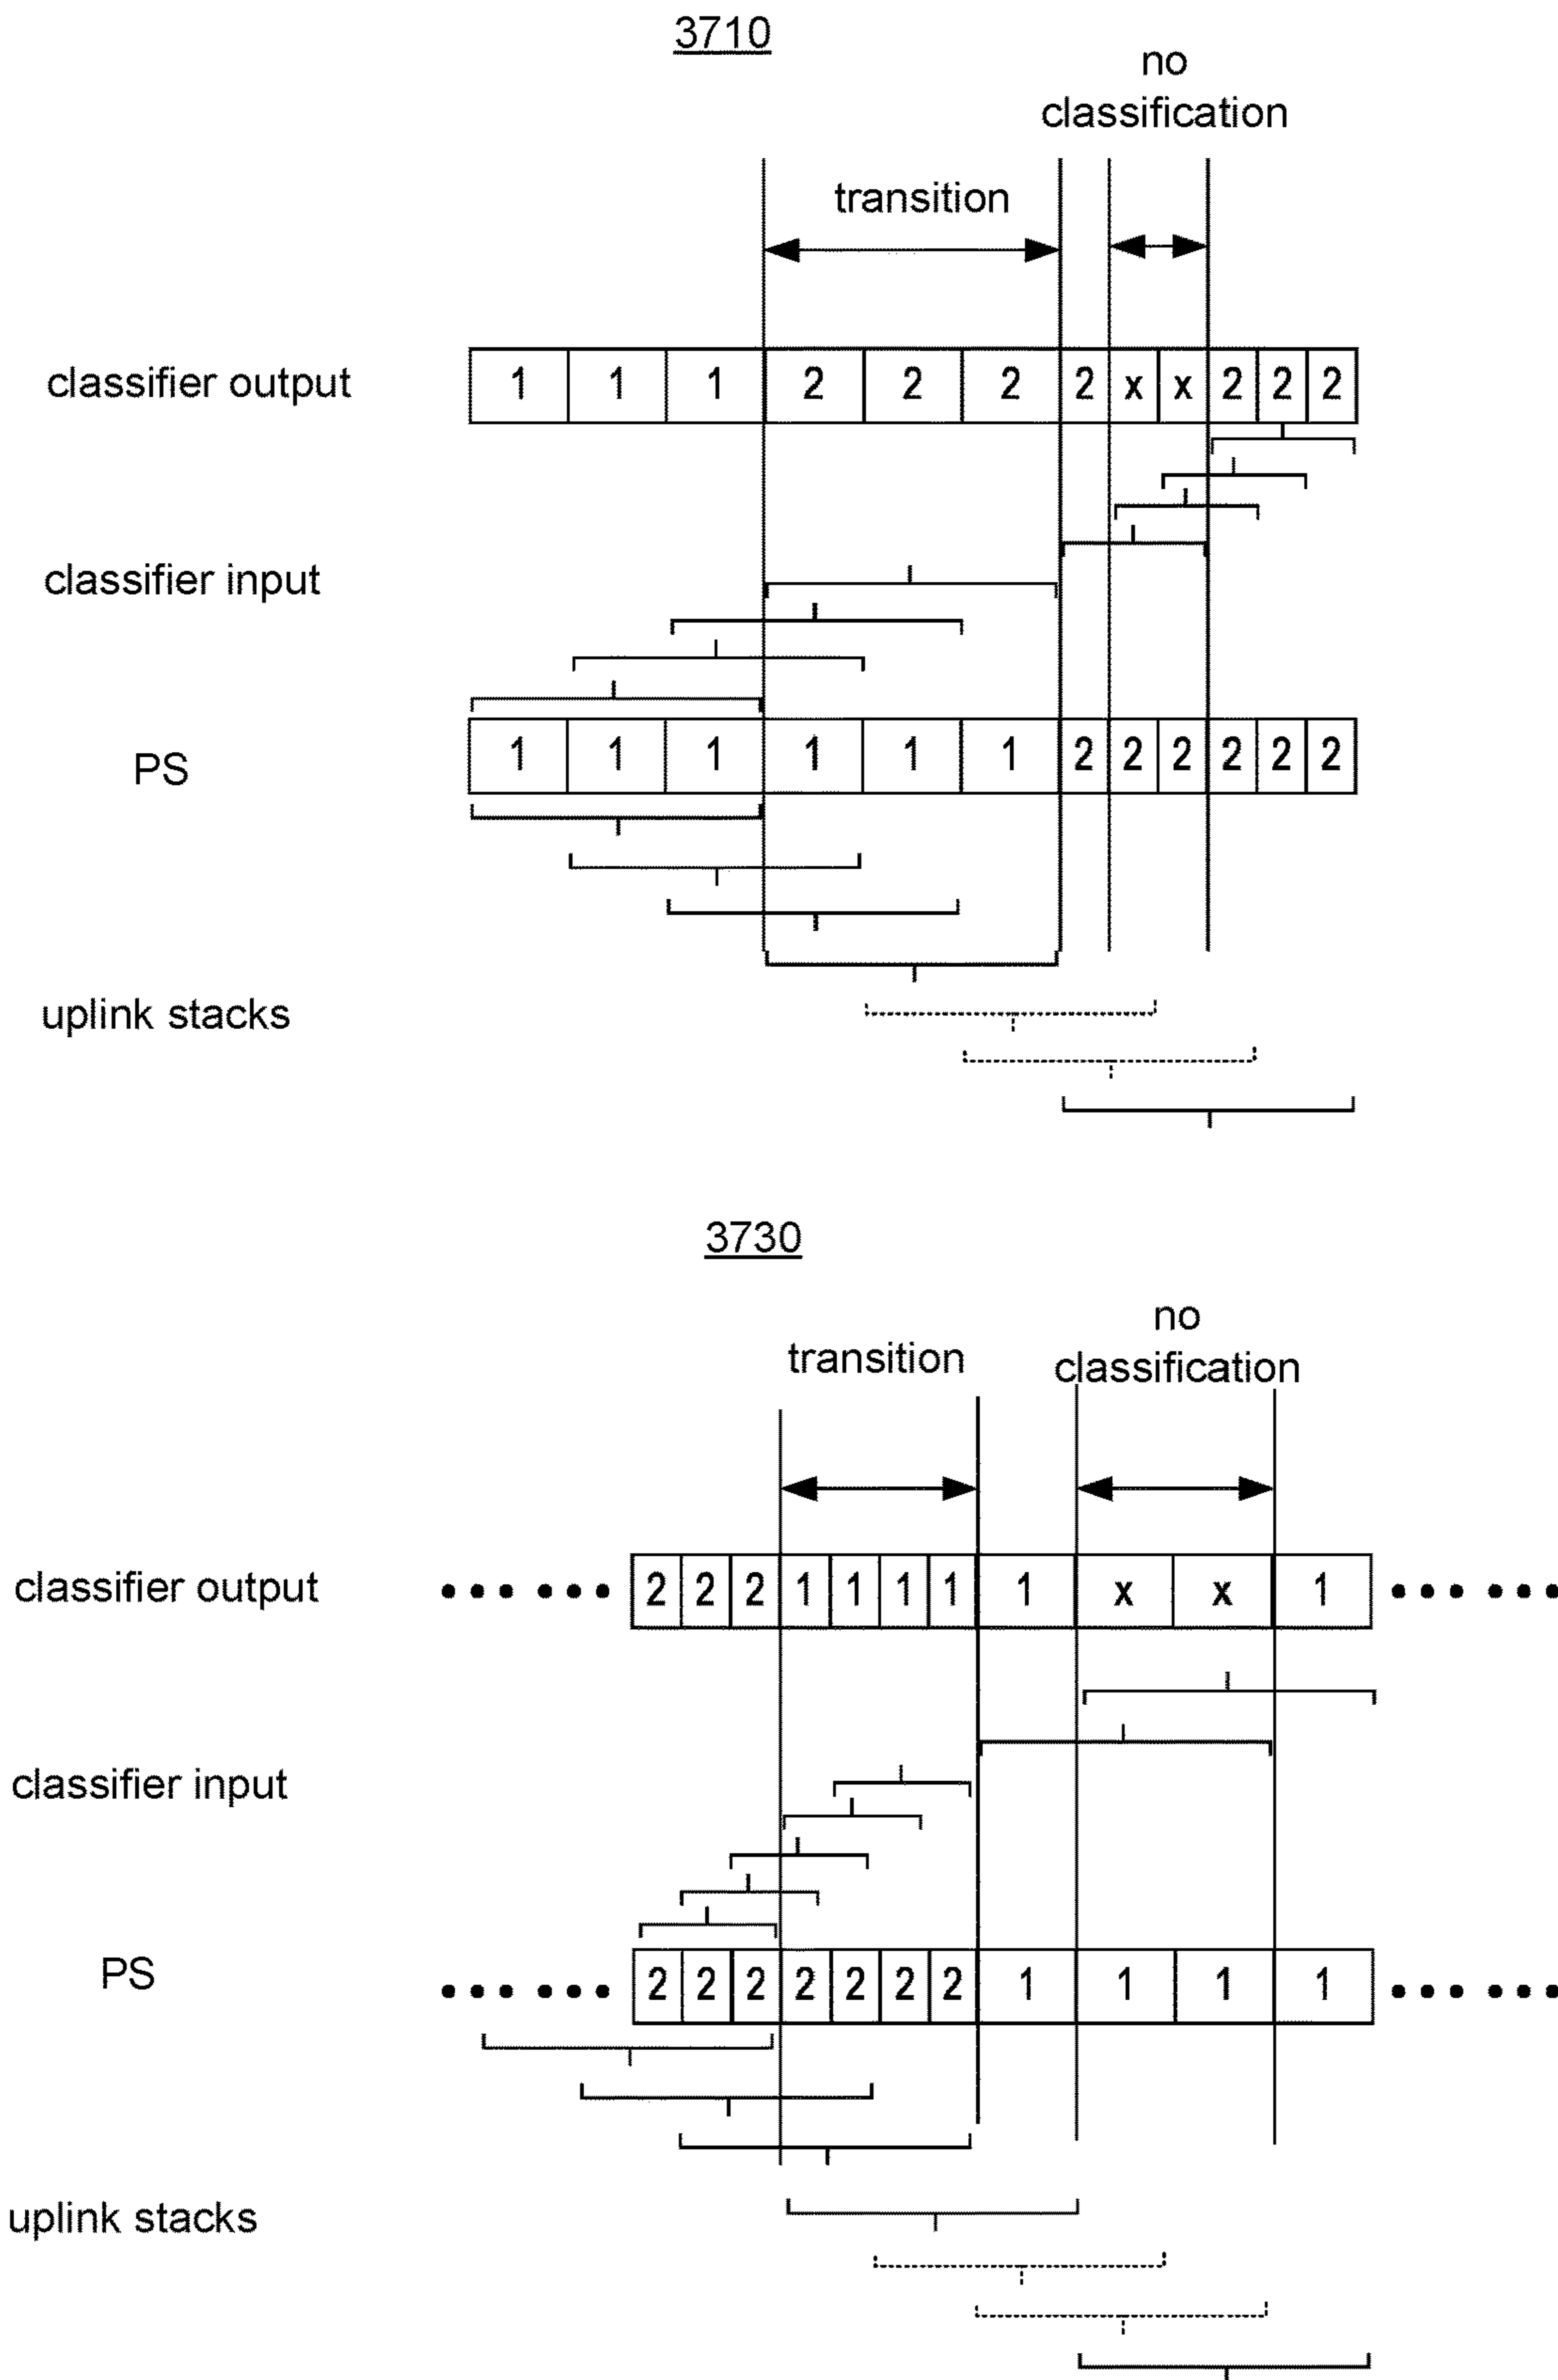 3710
no
classification
transition
classifier output 1 1 1 2 2 2 2 x x 2 2 2
classifier input
PS 1 1 1 1 1 1 2 2 2 2 2 2
uplink stacks
3730
no
transition classification
classifier output 2 2 2 1 1 1 1 1 x x 1
classifier input
PS 2 2 2 2 2 2 2 1 1 1 1
uplink stacks